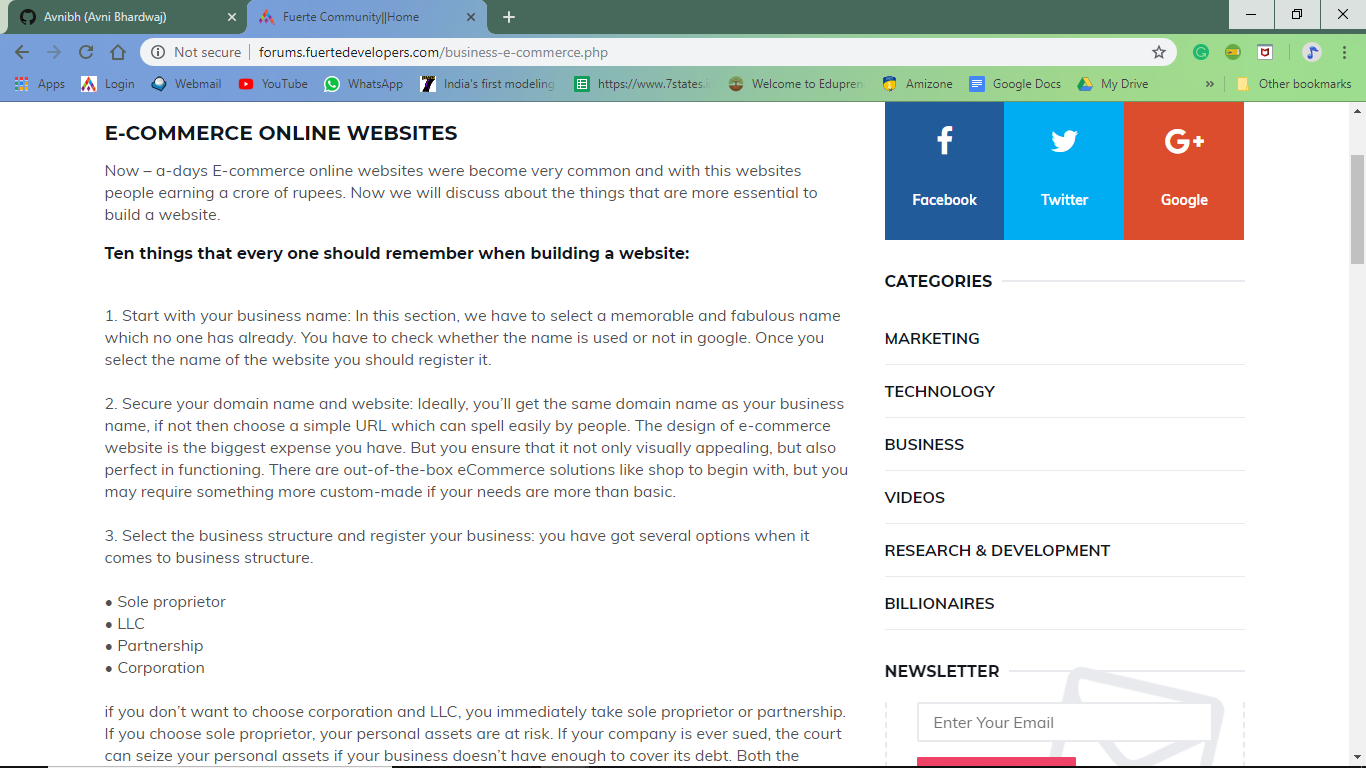 Avnibh (Avni Bhardwaj)
Fuerte Community||Home
Not secure
forums.fuertedevelopers.com/business-e-commerce.php
Apps
Login
Webmail
YouTube
WhatsApp
India's first modeling
https://www.7states.i
Welcome to Edupren
Amizone
Google Docs
My Drive
»
Other bookmarks
E-COMMERCE ONLINE WEBSITES
Now – a-days E-commerce online websites were become very common and with this websites
people earning a crore of rupees. Now we will discuss about the things that are more essential to
build a website.
Ten things that every one should remember when building a website:
1. Start with your business name: In this section, we have to select a memorable and fabulous name
which no one has already. You have to check whether the name is used or not in google. Once you
select the name of the website you should register it.
2. Secure your domain name and website: Ideally, you’ll get the same domain name as your business
name, if not then choose a simple URL which can spell easily by people. The design of e-commerce
website is the biggest expense you have. But you ensure that it not only visually appealing, but also
perfect in functioning. There are out-of-the-box eCommerce solutions like shop to begin with, but you
may require something more custom-made if your needs are more than basic.
3. Select the business structure and register your business: you have got several options when it
comes to business structure.
• Sole proprietor
• LLC
• Partnership
• Corporation
if you don’t want to choose corporation and LLC, you immediately take sole proprietor or partnership.
If you choose sole proprietor, your personal assets are at risk. If your company is ever sued, the court
can seize your personal assets if your business doesn’t have enough to cover its debt. Both the
Facebook
Twitter
G+
Google
CATEGORIES
MARKETING
TECHNOLOGY
BUSINESS
VIDEOS
RESEARCH & DEVELOPMENT
BILLIONAIRES
NEWSLETTER
Enter Your Email